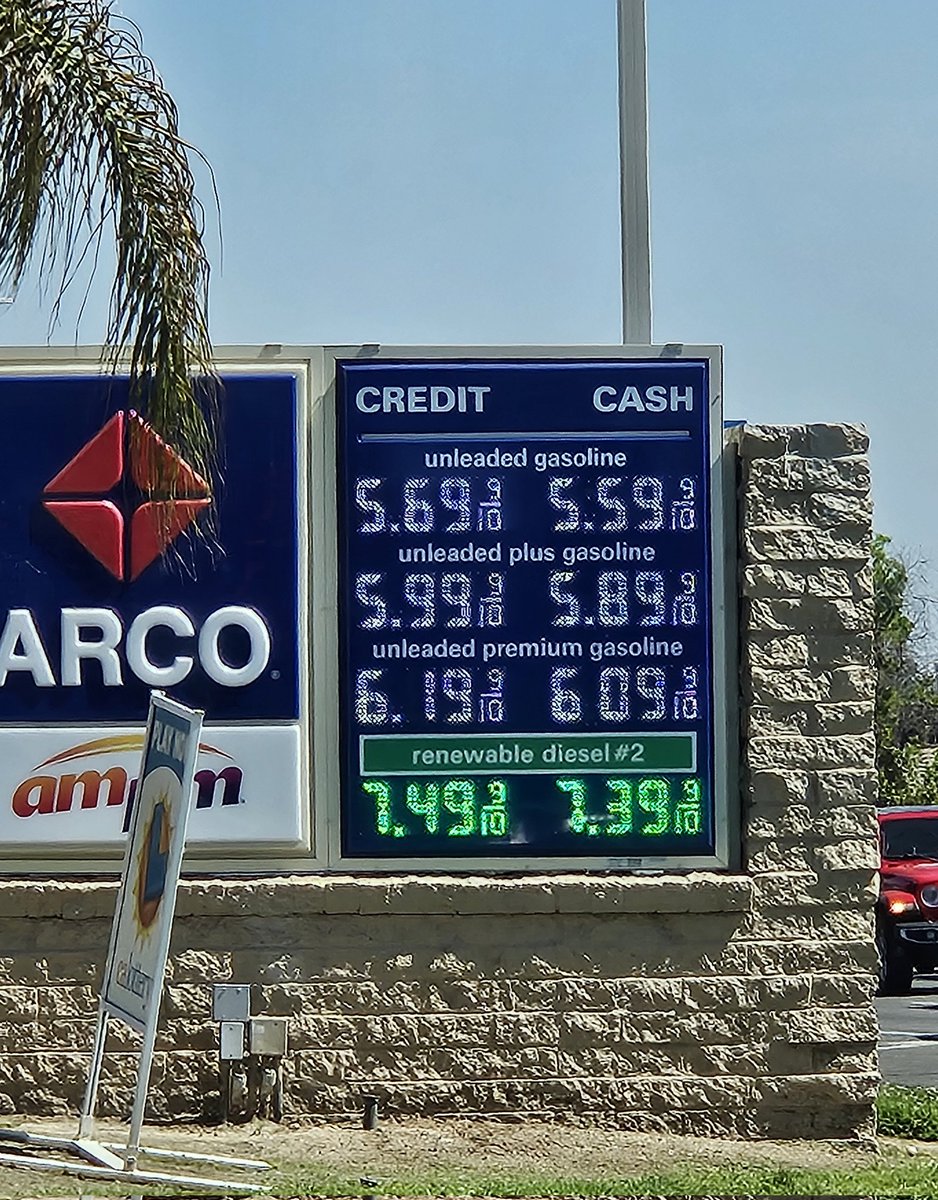 CREDIT CASH
unleaded gasoline
5.69 9/10 5.59 9/10
unleaded plus gasoline
5.99 9/10 5.89 9/10
unleaded premium gasoline
6.19 9/10 6.09 9/10
renewable diesel #2
7.49 9/10 7.39 9/10
ARCO
ampm
PLAY